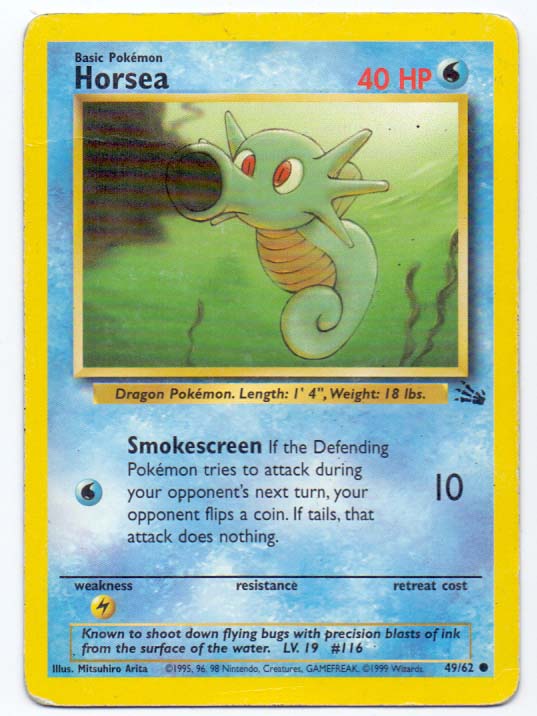 Basic Pokémon
Horsea 40 HP
Dragon Pokémon. Length: 1' 4", Weight: 18 lbs.
Smokescreen If the Defending
Pokémon tries to attack during
your opponent's next turn, your
opponent flips a coin. If tails, that
attack does nothing.
10
weakness resistance retreat cost
Known to shoot down flying bugs with precision blasts of ink
from the surface of the water. LV. 19 #116
Illus. Mitsuhiro Arita ©1995, 96, 98 Nintendo, Creatures, GAMEFREAK. ©1999 Wizards. 49/62